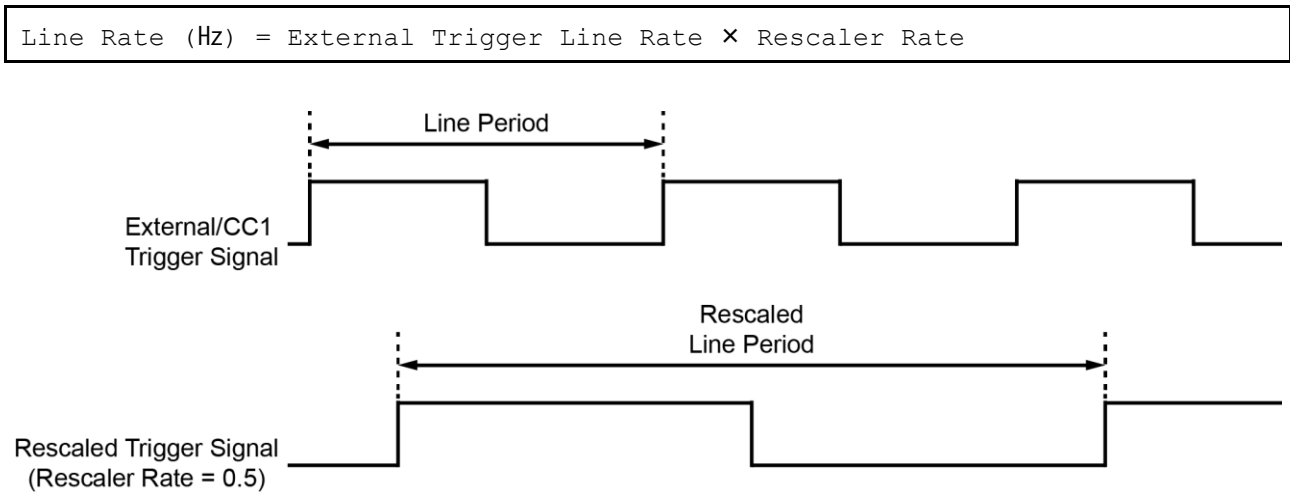 Line Rate (Hz) = External Trigger Line Rate × Rescaler Rate
Line Period
External/CC1
Trigger Signal
Rescaled
Line Period
Rescaled Trigger Signal
(Rescaler Rate = 0.5)